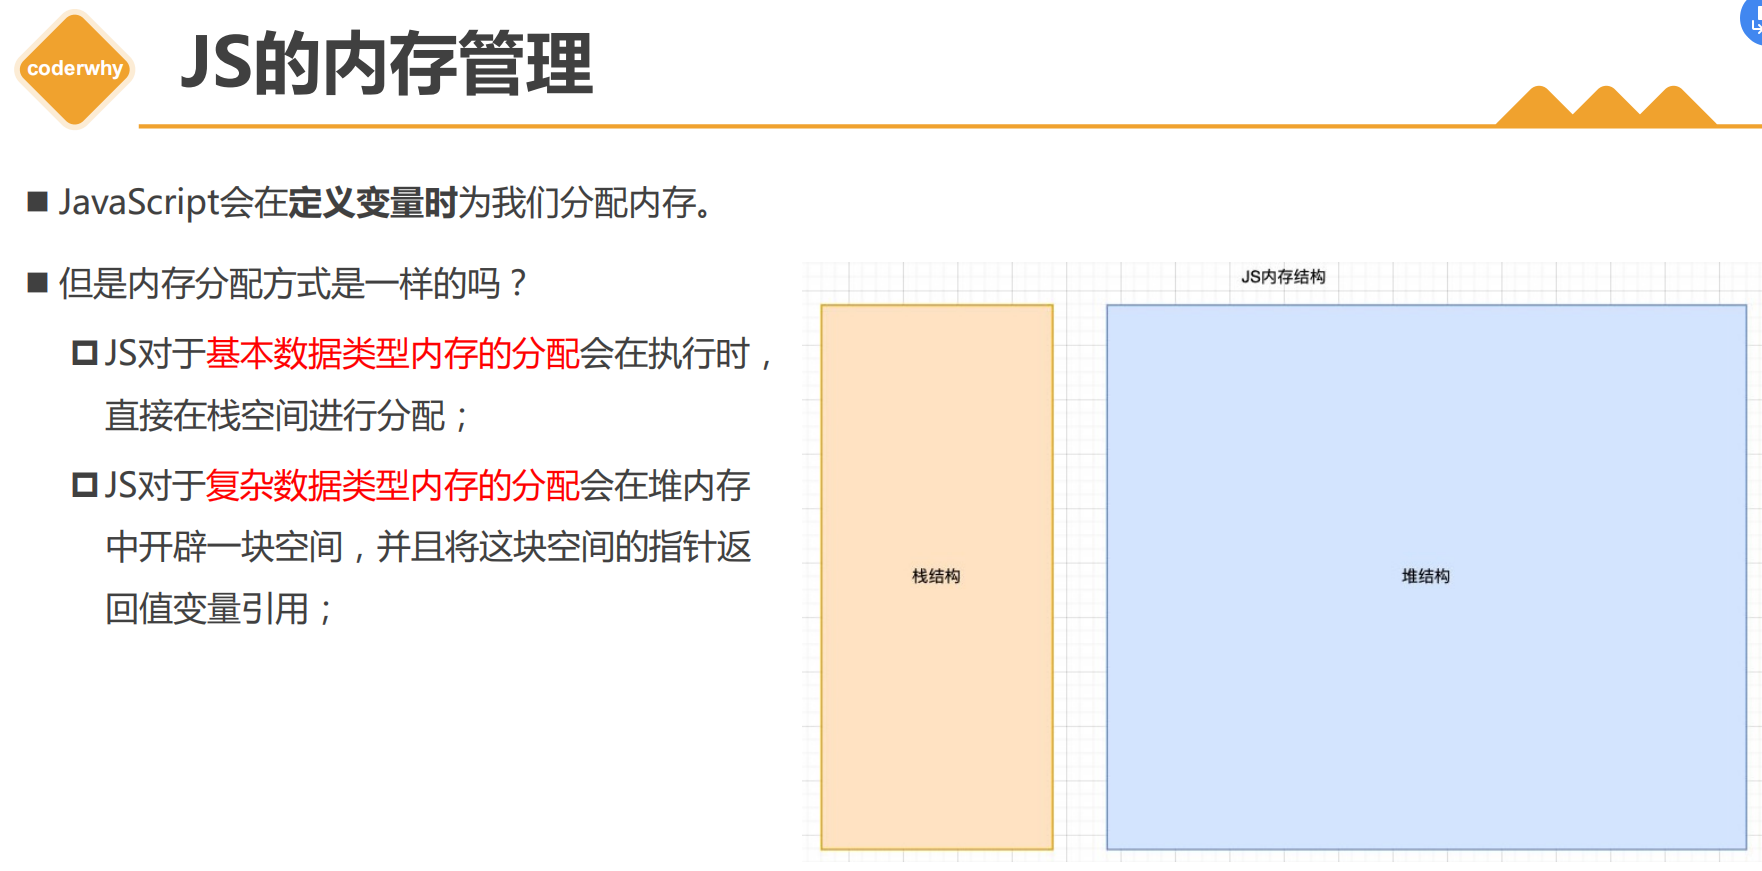 coderwhy
JS的内存管理
JavaScript会在定义变量时为我们分配内存。
但是内存分配方式是一样的吗？
JS对于基本数据类型内存的分配会在执行时，
直接在栈空间进行分配；
JS对于复杂数据类型内存的分配会在堆内存
中开辟一块空间，并且将这块空间的指针返
回值变量引用；
JS内存结构
栈结构
堆结构